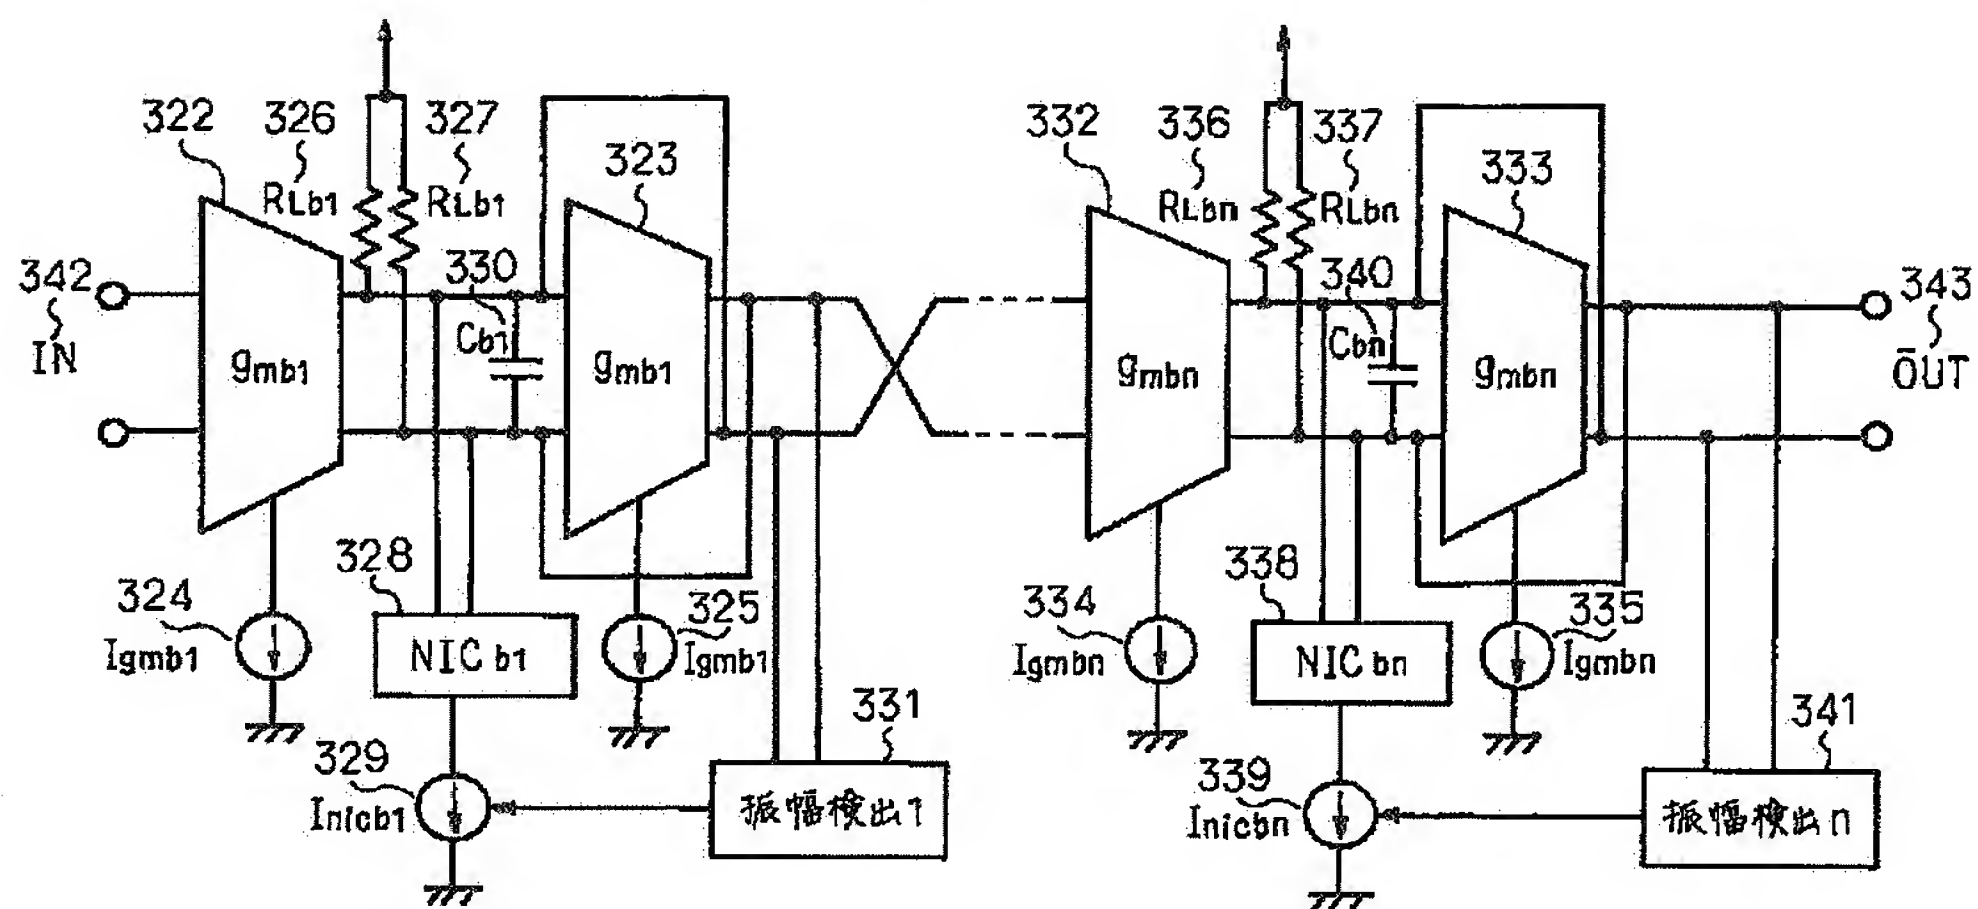 322
326
327
323
RLb1
RLb1
342
IN
330
Cb1
gmb1
gmb1
324
Igmb1
328
NIC b1
325
Igmb1
329
Inicb1
331
振幅検出1
332
336
337
333
RLbn
RLbn
340
Cbn
gmbn
gmbn
343
OUT
334
Igmbn
338
NIC bn
335
Igmbn
339
Inicbn
341
振幅検出n